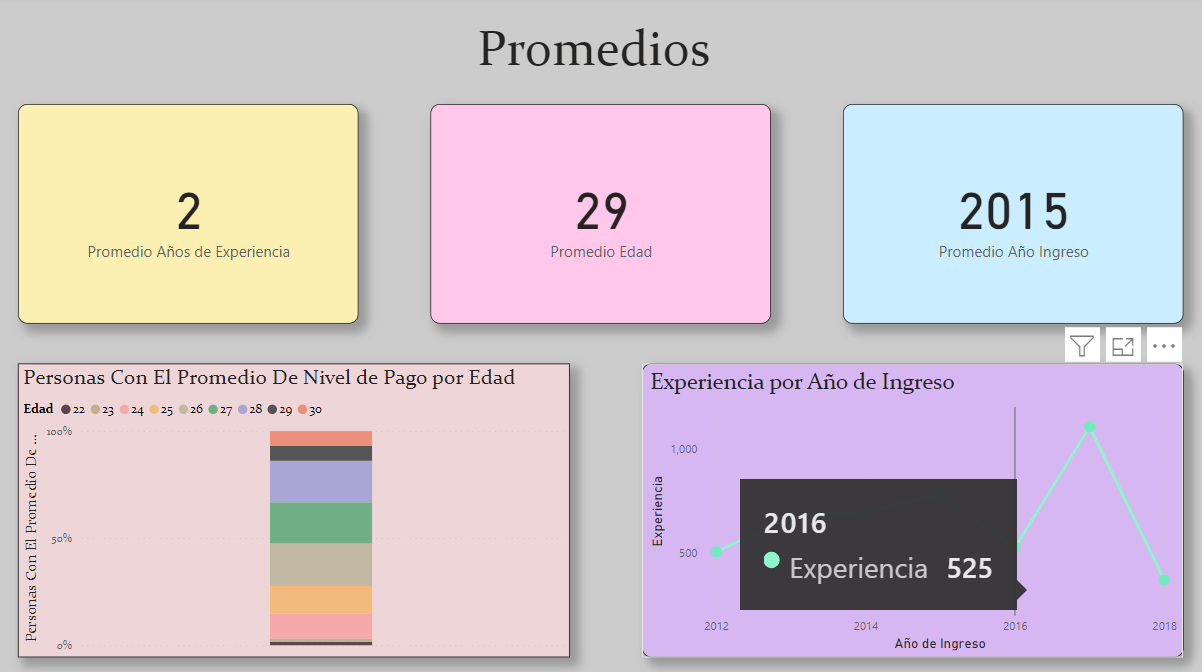 Promedios
2
Promedio Años de Experiencia
29
Promedio Edad
2015
Promedio Año Ingreso
Personas Con El Promedio De Nivel de Pago por Edad
Edad 22 23 24 25 26 27 28 29 30
Personas Con El Promedio De ...
100%
50%
0%
Experiencia por Año de Ingreso
Experiencia
1,000
500
2016
Experiencia 525
2012 2014 2016 2018
Año de Ingreso